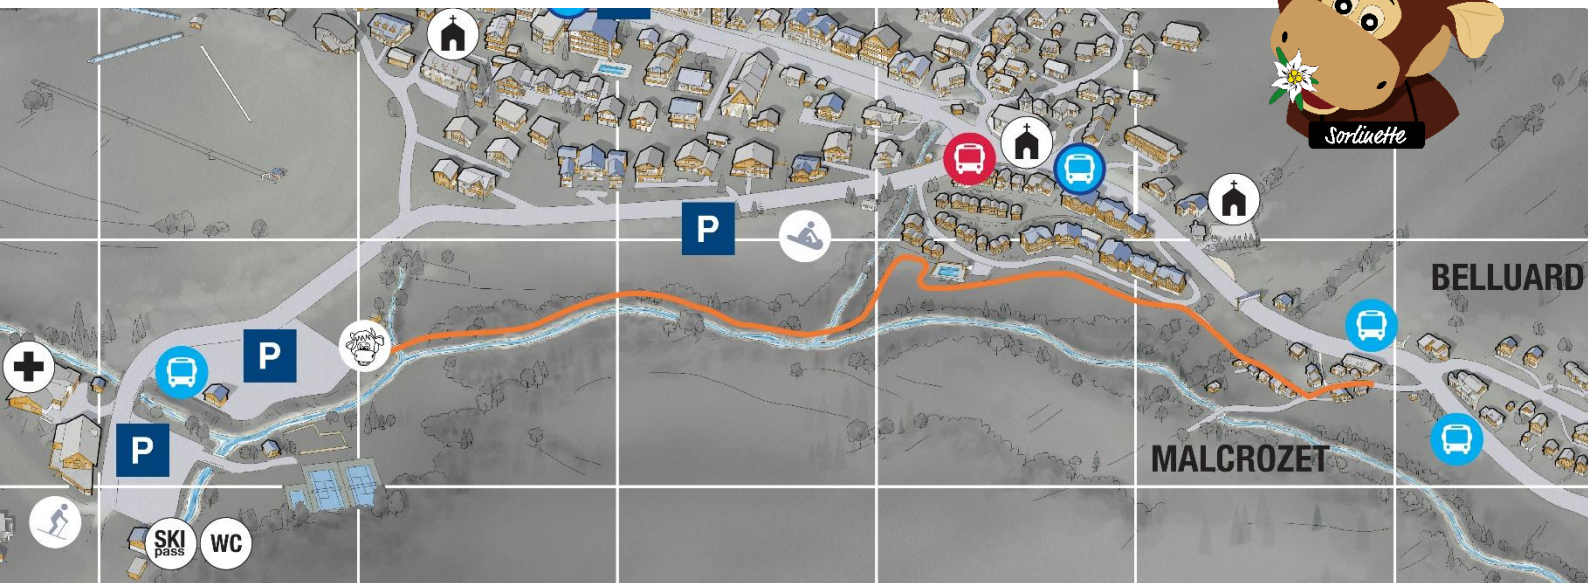 Sorlinette
P
BELLUARD
P
P
MALCROZET
SKI
pass
WC